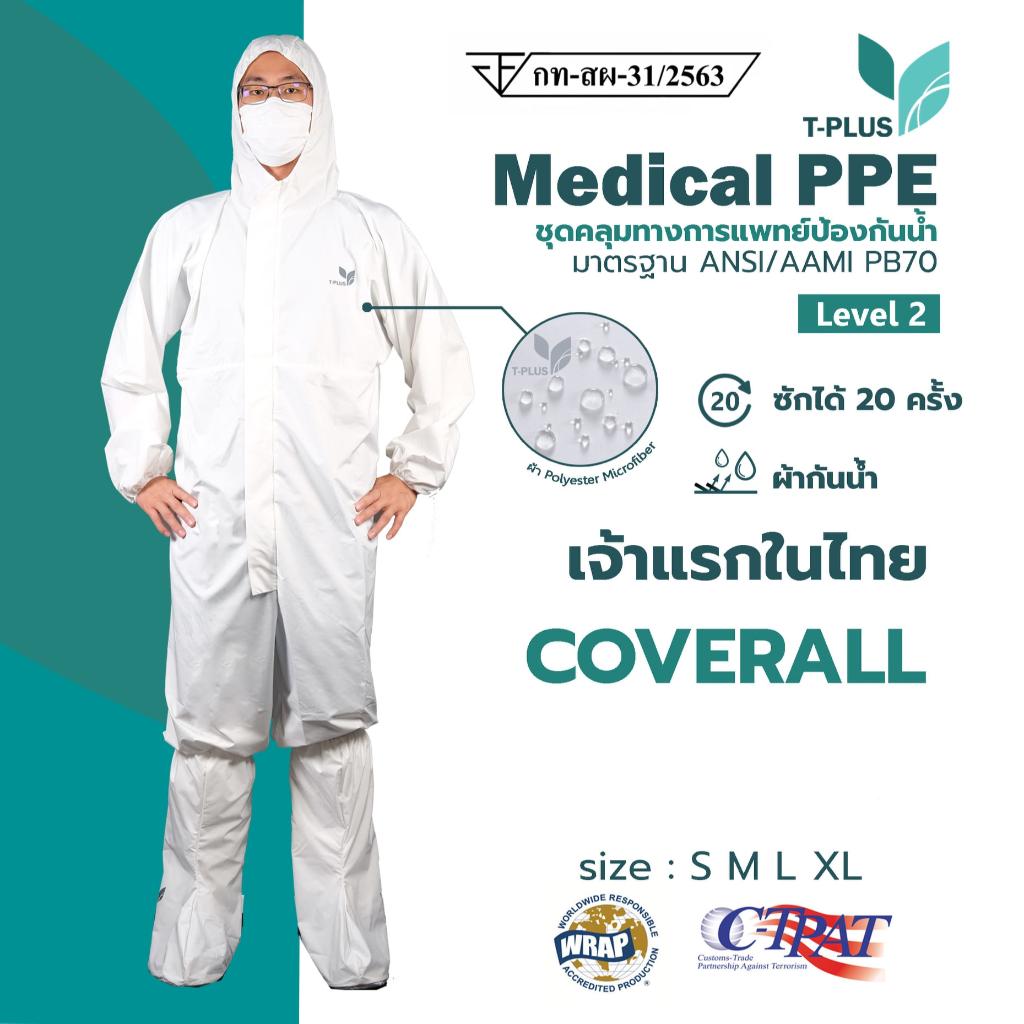 กท-สผ-31/2563
T-PLUS
Medical PPE
ชุดคลุมทางการแพทย์ป้องกันน้ำ
มาตรฐาน ANSI/AAMI PB70
Level 2
T-PLUS
T-PLUS
ผ้า Polyester Microfiber
20
ซักได้ 20 ครั้ง
ผ้ากันน้ำ
เจ้าแรกในไทย
COVERALL
size : S M L XL
WORLDWIDE RESPONSIBLE
WRAP
ACCREDITED PRODUCTION
®
C-TPAT
Customs-Trade
Partnership Against Terrorism